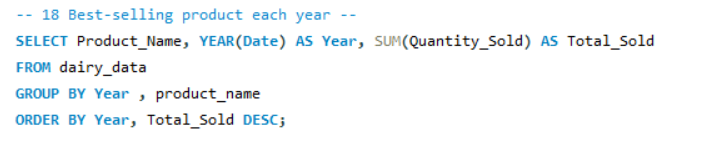 -- 18 Best-selling product each year --
SELECT Product_Name, YEAR(Date) AS Year, SUM(Quantity_Sold) AS Total_Sold
FROM dairy_data
GROUP BY Year , product_name
ORDER BY Year, Total_Sold DESC;